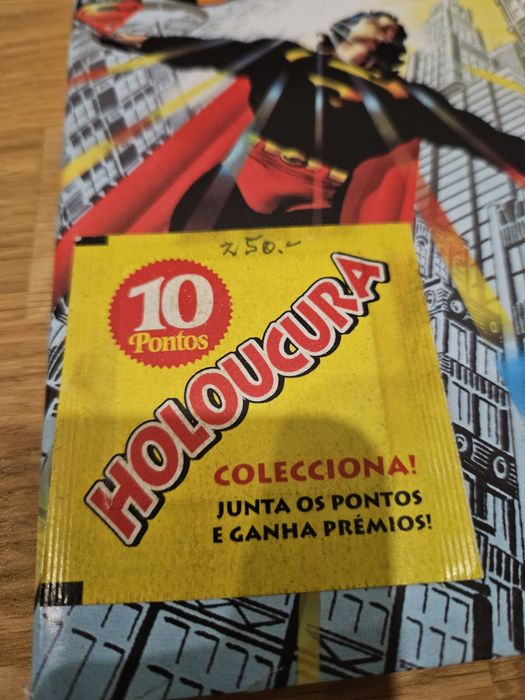 250.-
10
Pontos
HOLOUCURA
COLECCIONA!
JUNTA OS PONTOS
E GANHA PRÉMIOS!